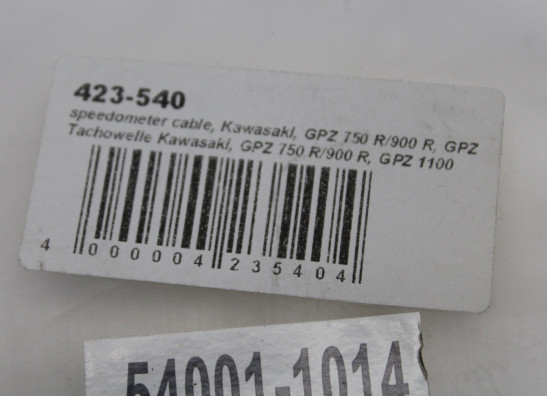 423-540
speedometer cable, Kawasaki, GPZ 750 R/900 R, GPZ
Tachowelle Kawasaki, GPZ 750 R/900 R, GPZ 1100
4 000004 235404
54001-1014